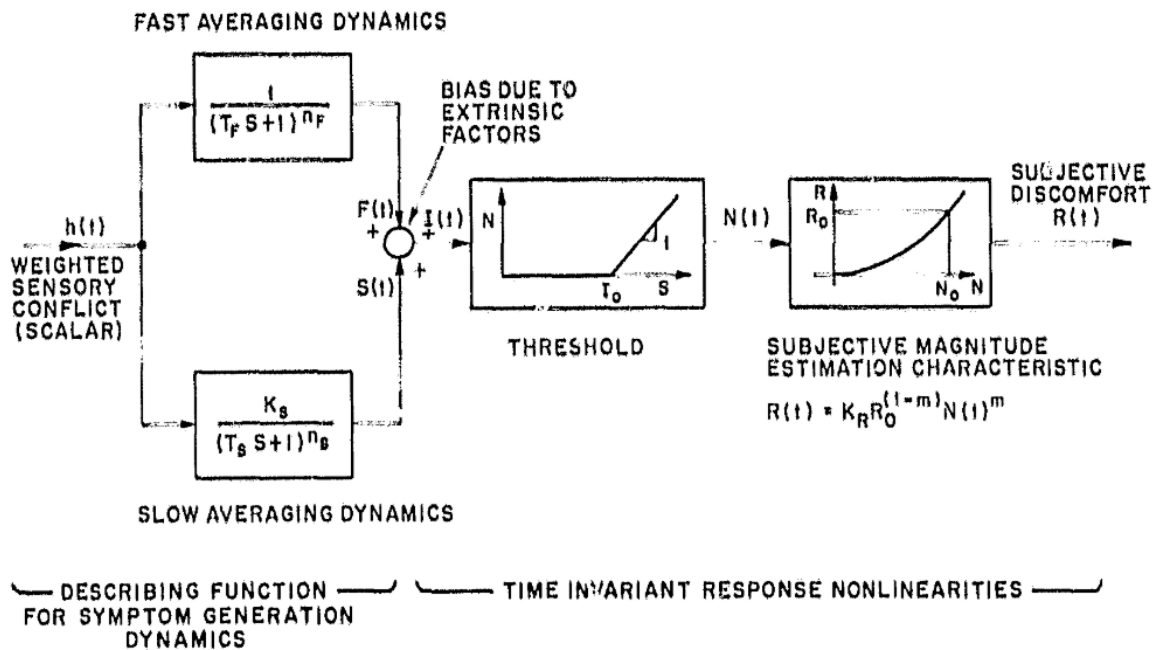 FAST AVERAGING DYNAMICS
1
(T_F S+1)^n_F
BIAS DUE TO
EXTRINSIC
FACTORS
h(t)
WEIGHTED
SENSORY
CONFLICT
(SCALAR)
F(t)
+
I(t)
+
+
S(t)
N
T_0
S
1
THRESHOLD
N(t)
R
R_0
N_0
N
SUBJECTIVE
DISCOMFORT
R(t)
SUBJECTIVE MAGNITUDE
ESTIMATION CHARACTERISTIC
R(t) = K_R R_0^(1-m) N(t)^m
K_S
(T_S S+1)^n_S
SLOW AVERAGING DYNAMICS
DESCRIBING FUNCTION
FOR SYMPTOM GENERATION
DYNAMICS
TIME INVARIANT RESPONSE NONLINEARITIES